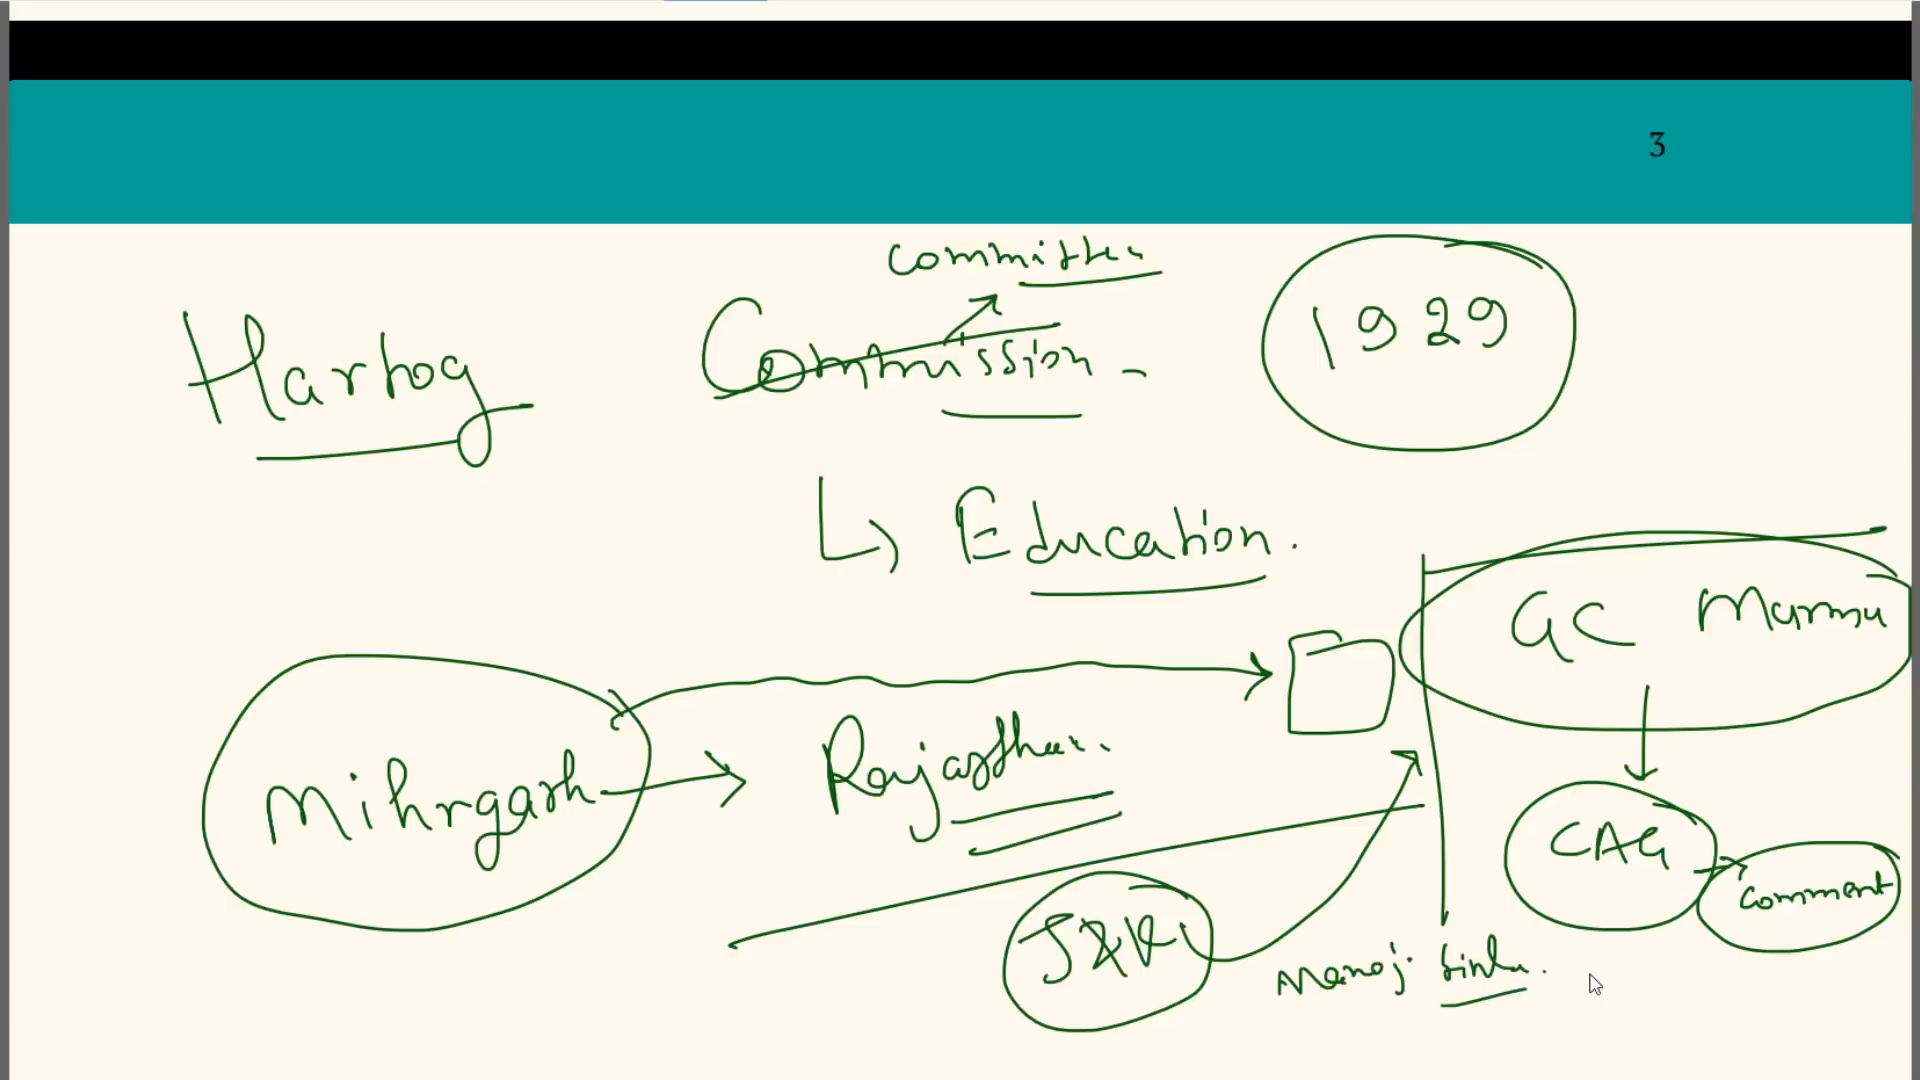 3
Committee
Hartog Commission - 1929
Education.
GC Murmu
Mihrgarh Rajasthan.
CAG Comment
J&K Manoj Sinha.